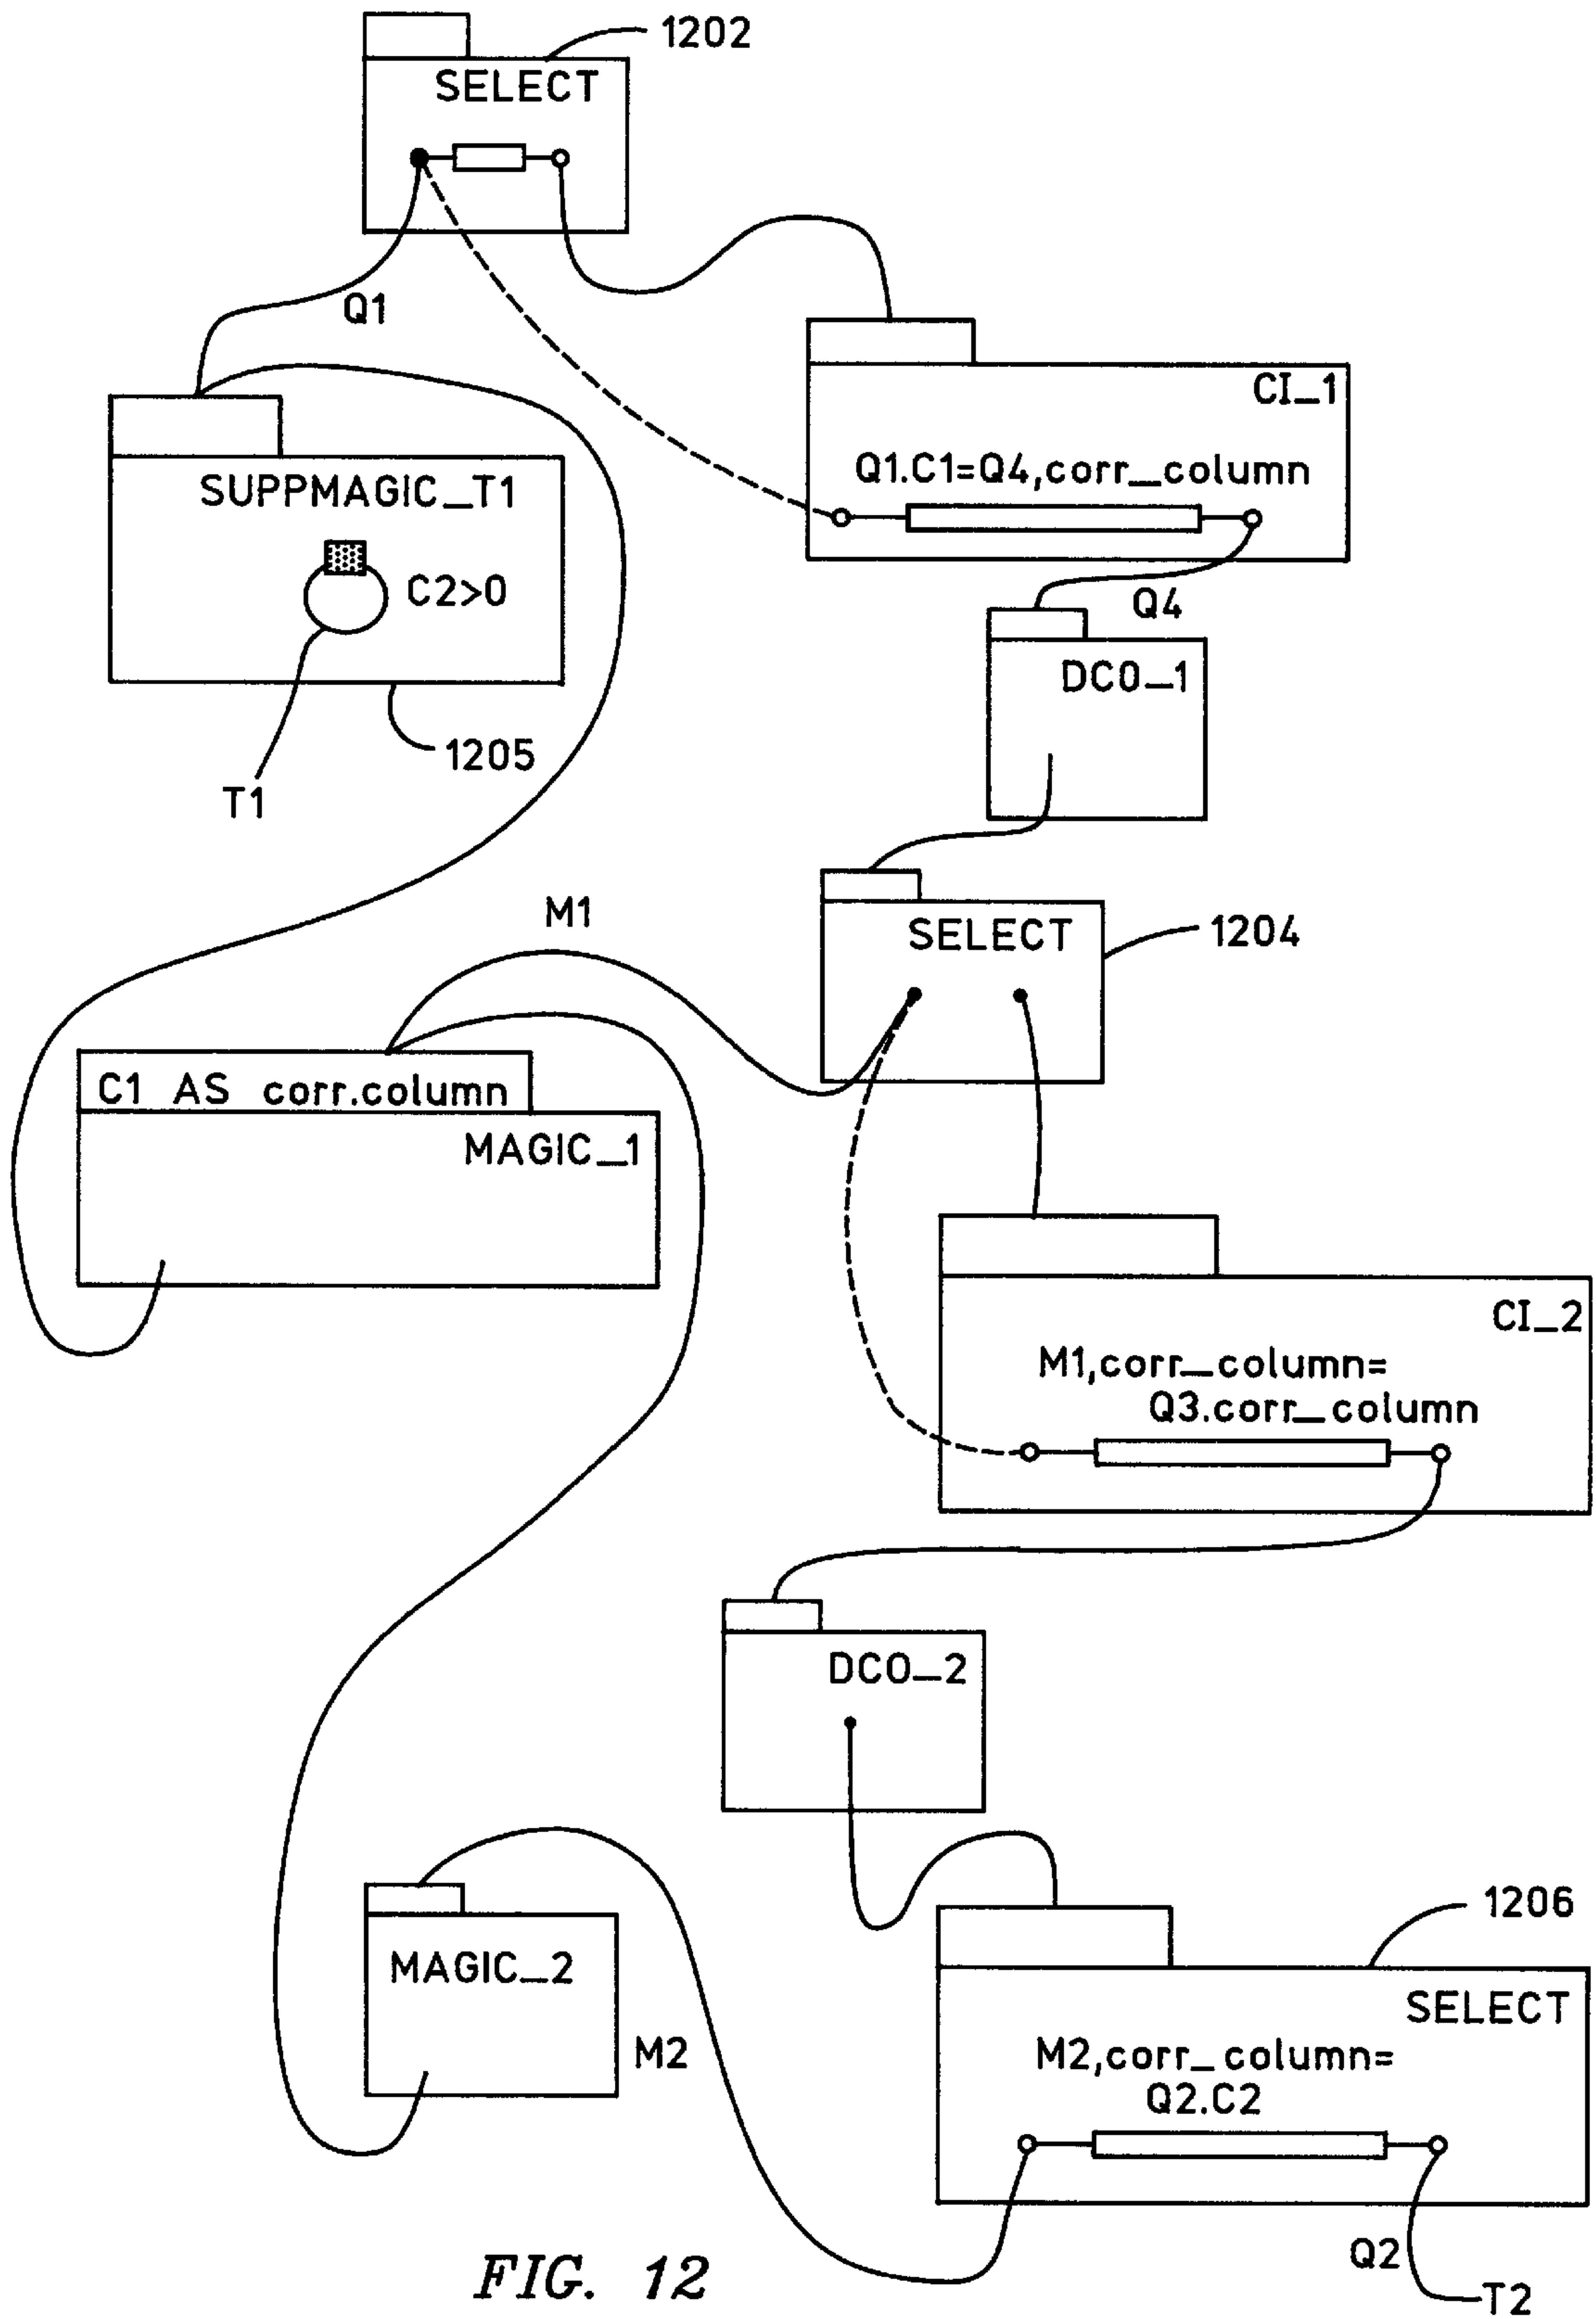 1202
SELECT
Q1
CI_1
Q1.C1=Q4,corr_column
SUPPMAGIC_T1
C2>0
Q4
DCO_1
1205
T1
M1
SELECT
1204
C1 AS corr.column
MAGIC_1
CI_2
M1,corr_column=
Q3.corr_column
DCO_2
1206
MAGIC_2
SELECT
M2
M2,corr_column=
Q2.C2
Q2
T2
FIG. 12